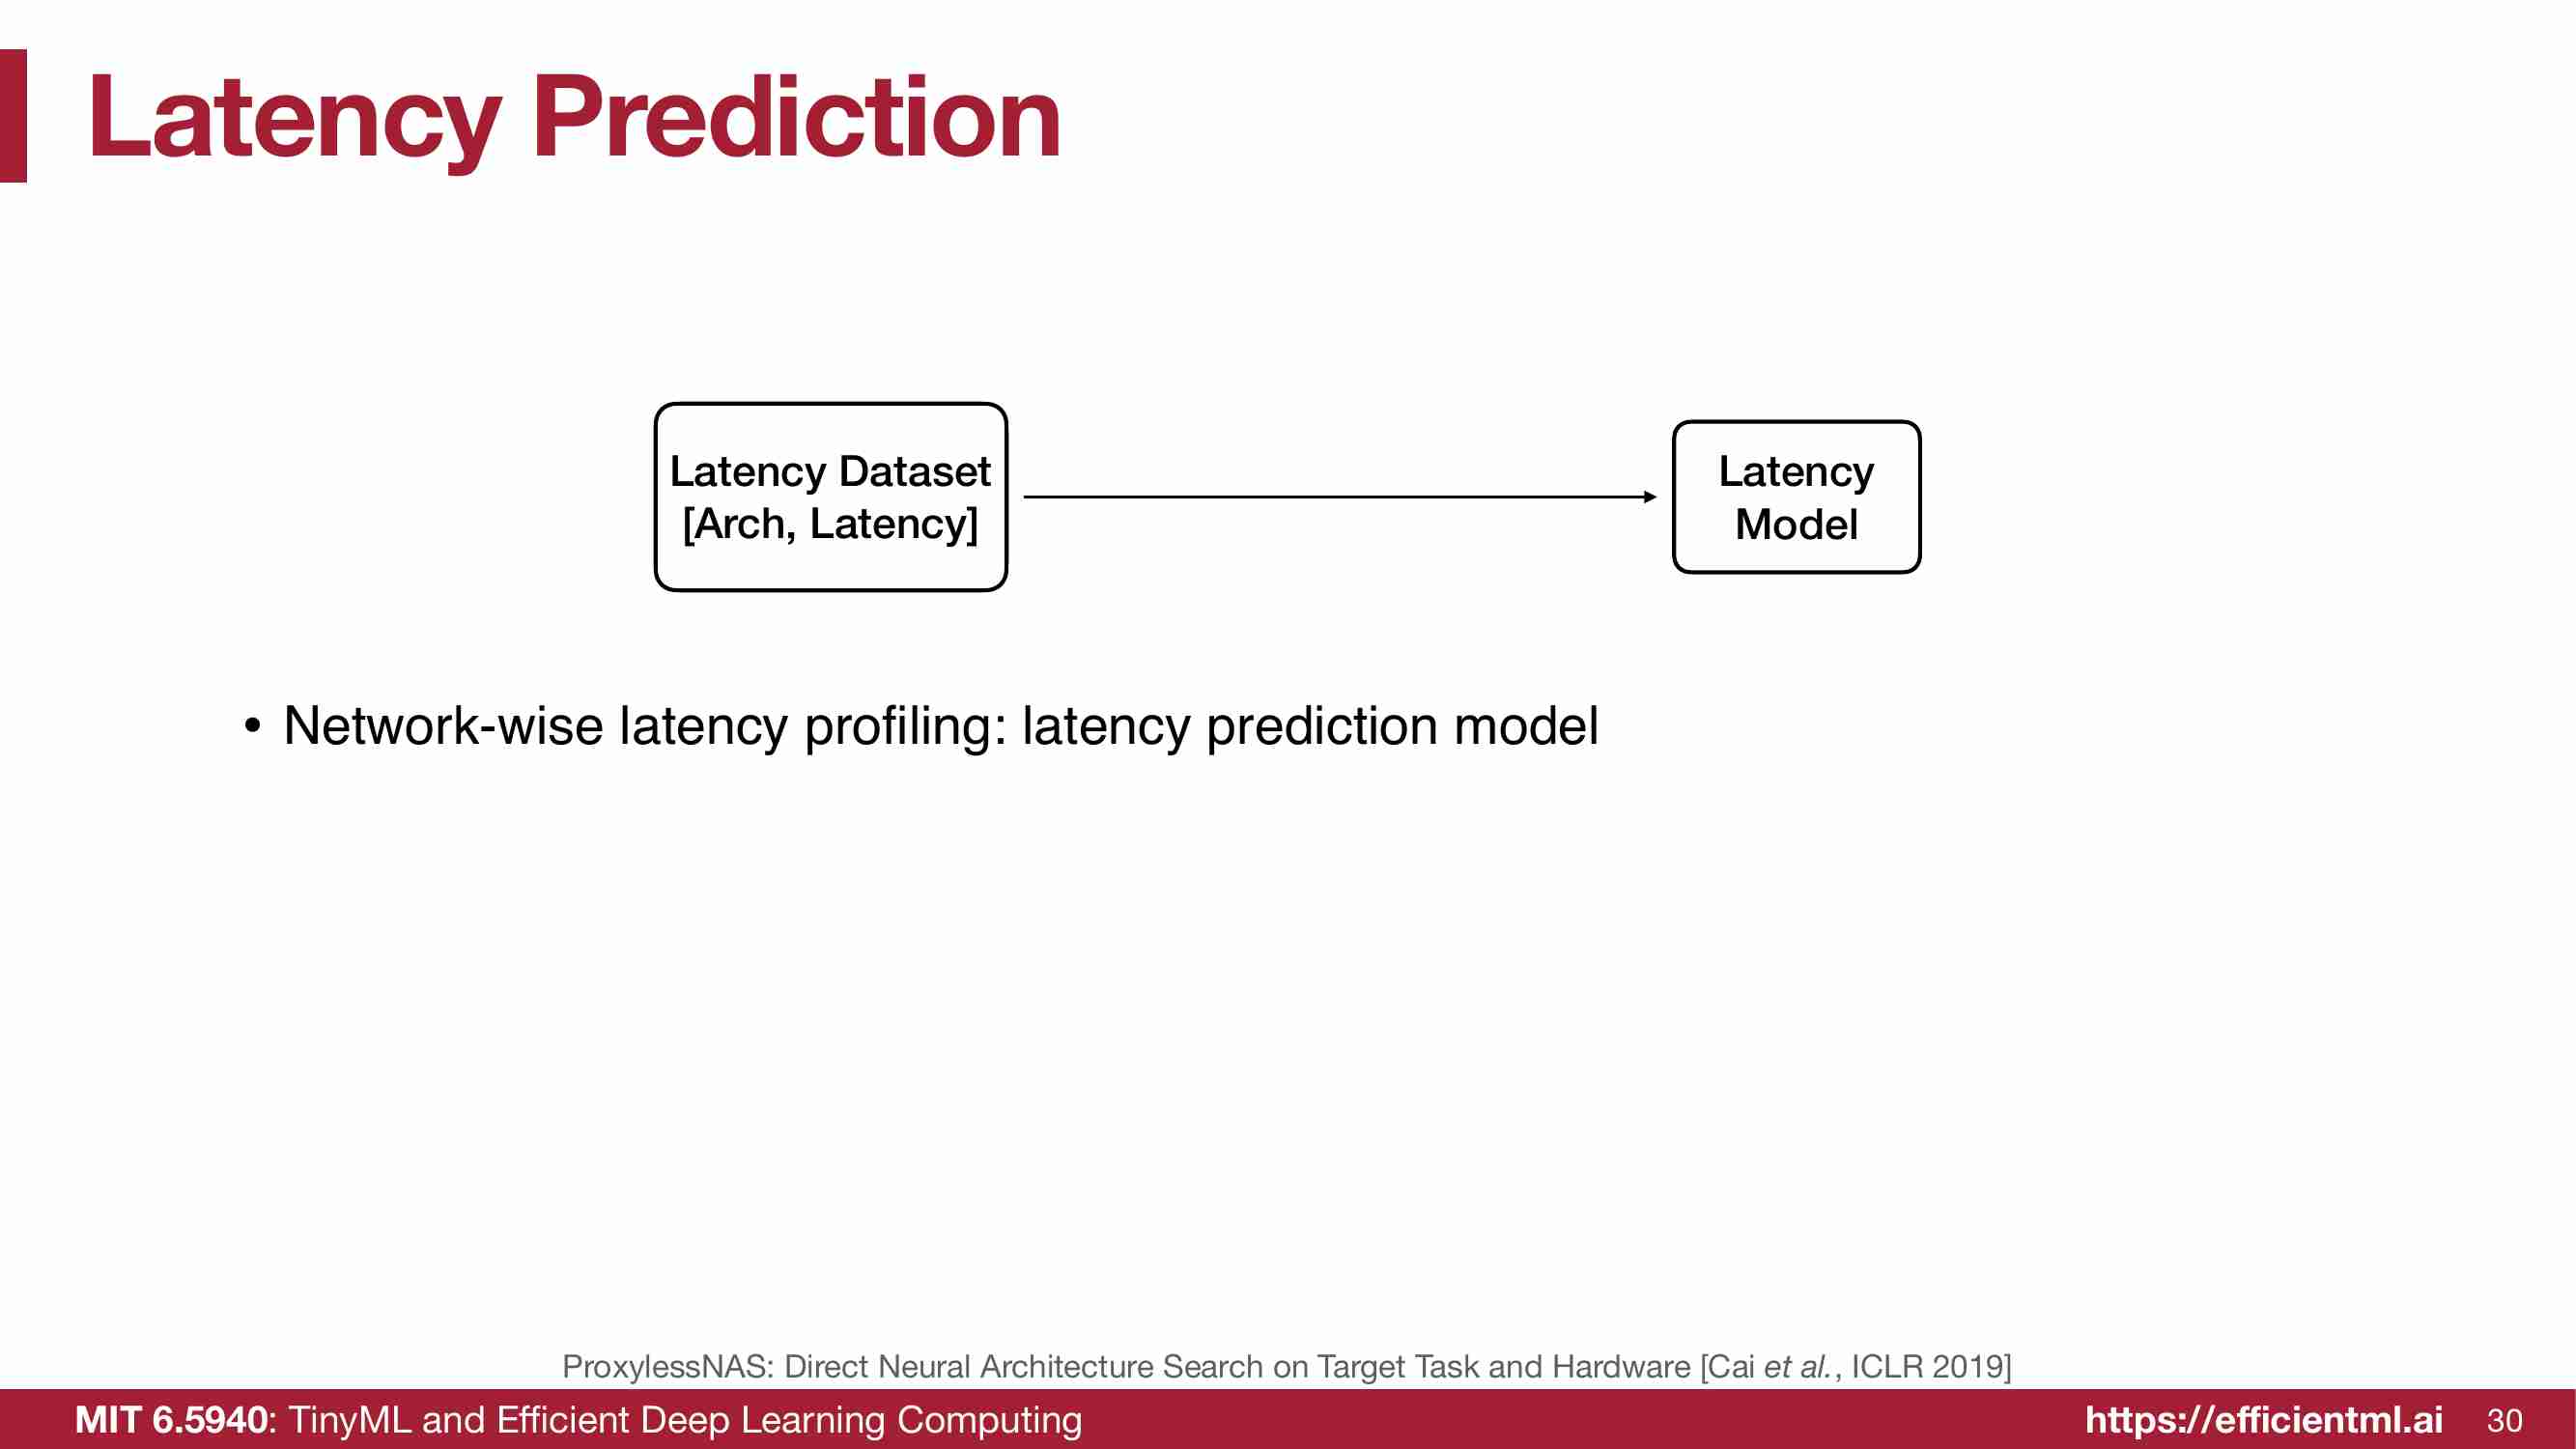 Latency Prediction
Latency Dataset
[Arch, Latency]
Latency
Model
• Network-wise latency profiling: latency prediction model
ProxylessNAS: Direct Neural Architecture Search on Target Task and Hardware [Cai et al., ICLR 2019]
MIT 6.5940: TinyML and Efficient Deep Learning Computing
https://efficientml.ai
30